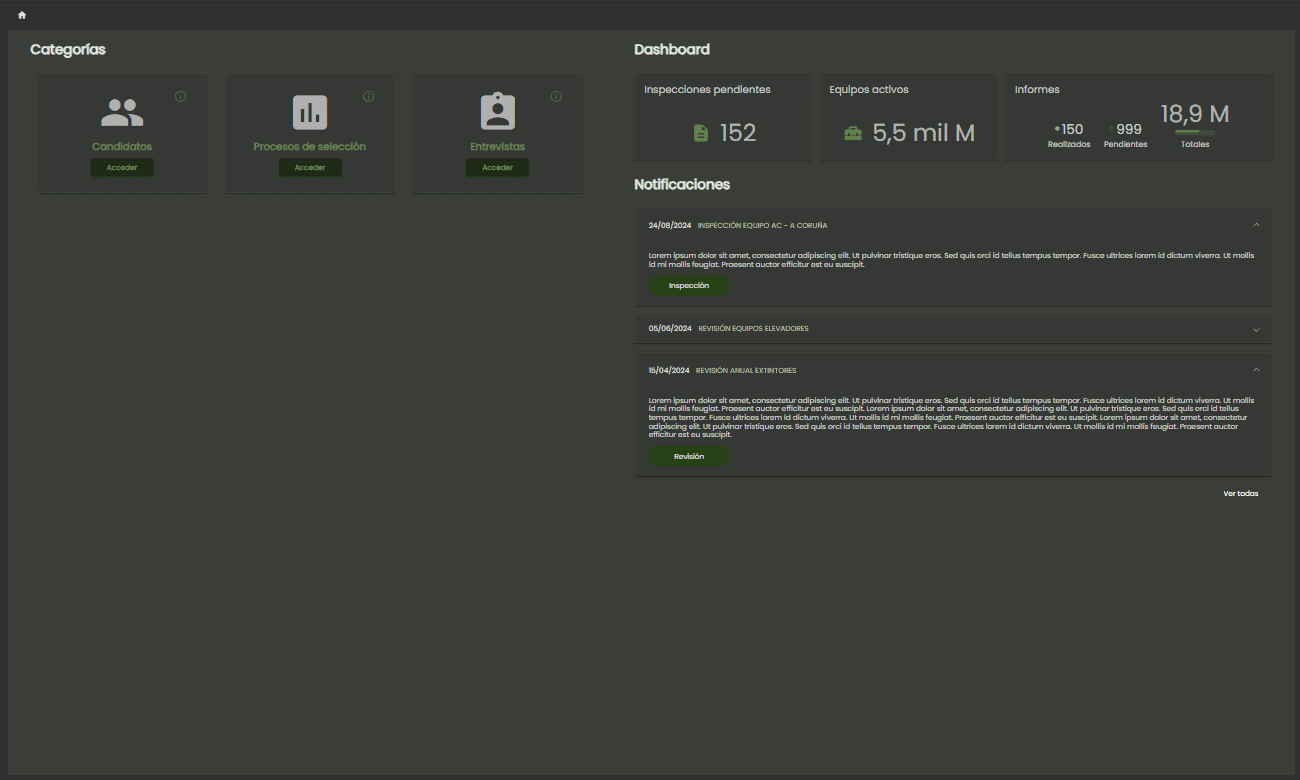 Categorías
Candidatos
Acceder
Procesos de selección
Acceder
Entrevistas
Acceder
Dashboard
Inspecciones pendientes
152
Equipos activos
5,5 mil M
Informes
150
Realizados
999
Pendientes
18,9 M
Totales
Notificaciones
24/08/2024 INSPECCIÓN EQUIPO AC - A CORUÑA
Lorem ipsum dolor sit amet, consectetur adipiscing elit. Ut pulvinar tristique eros. Sed quis orci id tellus tempus tempor. Fusce ultrices lorem id dictum viverra. Ut mollis
id mi mollis feugiat. Praesent auctor efficitur est eu suscipit.
Inspección
05/06/2024 REVISIÓN EQUIPOS ELEVADORES
15/04/2024 REVISIÓN ANUAL EXTINTORES
Lorem ipsum dolor sit amet, consectetur adipiscing elit. Ut pulvinar tristique eros. Sed quis orci id tellus tempus tempor. Fusce ultrices lorem id dictum viverra. Ut mollis
id mi mollis feugiat. Praesent auctor efficitur est eu suscipit. Lorem ipsum dolor sit amet, consectetur adipiscing elit. Ut pulvinar tristique eros. Sed quis orci id tellus
tempus tempor. Fusce ultrices lorem id dictum viverra. Ut mollis id mi mollis feugiat. Praesent auctor efficitur est eu suscipit. Lorem ipsum dolor sit amet, consectetur
adipiscing elit. Ut pulvinar tristique eros. Sed quis orci id tellus tempus tempor. Fusce ultrices lorem id dictum viverra. Ut mollis id mi mollis feugiat. Praesent auctor
efficitur est eu suscipit.
Revisión
Ver todas